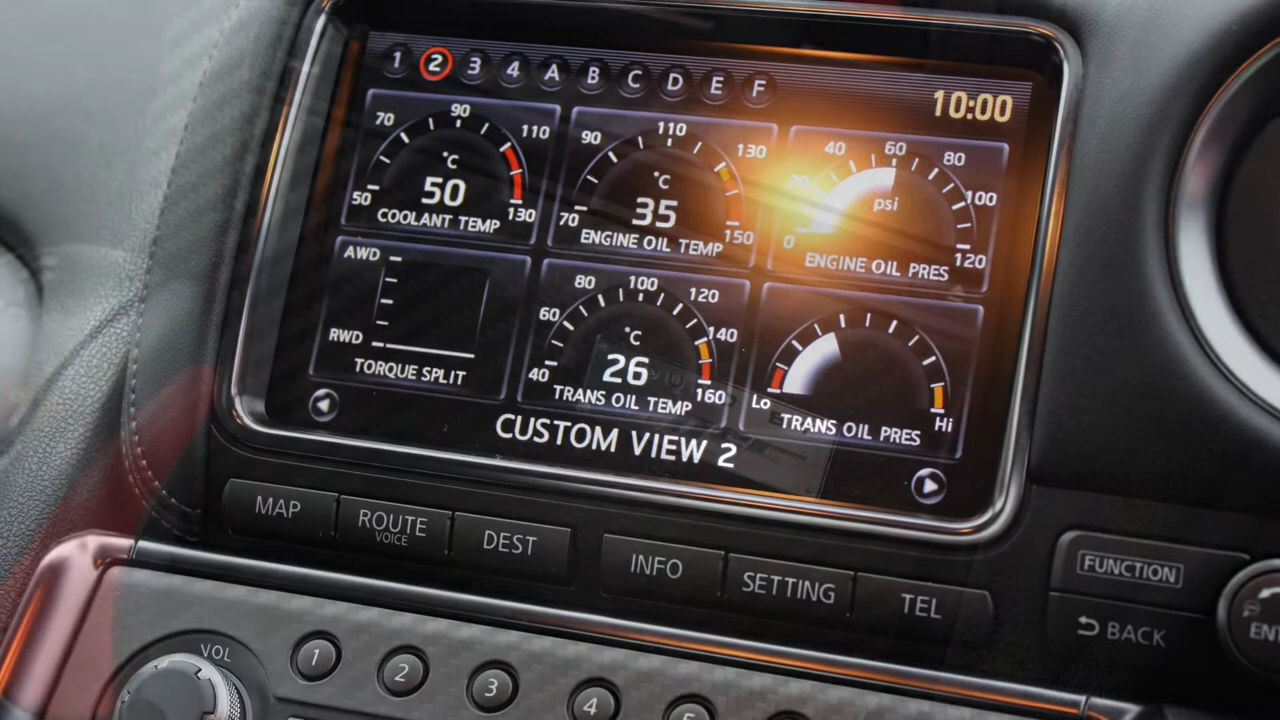 1 2 3 4 A B C D E F
10:00
50 70 90 110 130
°C
50
COOLANT TEMP
70 90 110 130 150
°C
35
ENGINE OIL TEMP
0 20 40 60 80 100 120
psi
ENGINE OIL PRES
AWD
RWD
TORQUE SPLIT
40 60 80 100 120 140 160
°C
26
TRANS OIL TEMP
Lo Hi
TRANS OIL PRES
CUSTOM VIEW 2
MAP
ROUTE
VOICE
DEST
INFO
SETTING
TEL
FUNCTION
BACK
VOL
1 2 3 4 5